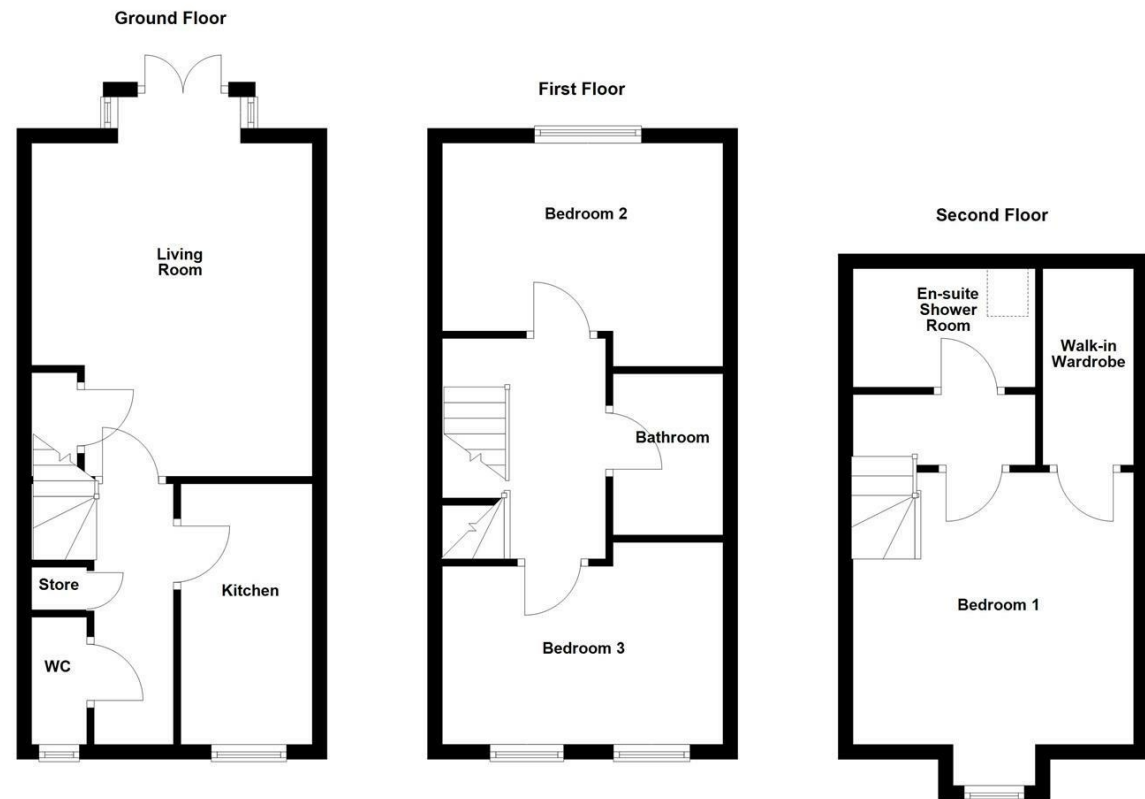 Ground Floor
Living
Room
Store
Kitchen
WC
First Floor
Bedroom 2
Bathroom
Bedroom 3
Second Floor
En-suite
Shower
Room
Walk-in
Wardrobe
Bedroom 1